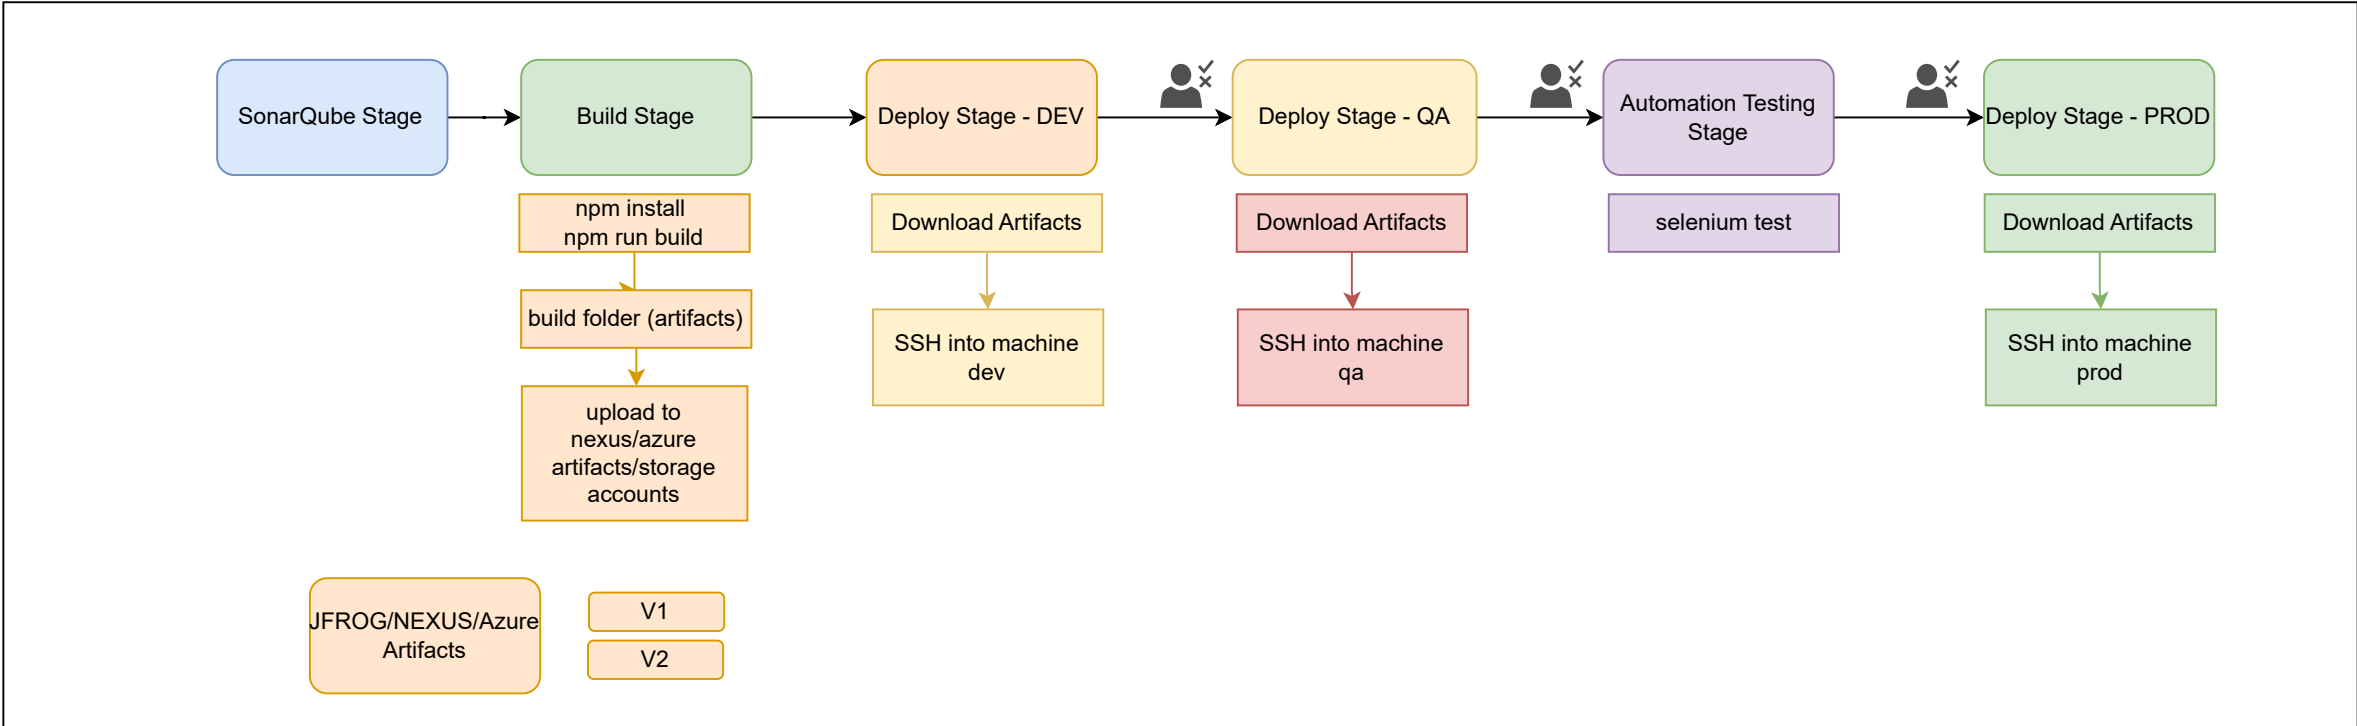 SonarQube Stage
Build Stage
Deploy Stage - DEV
Deploy Stage - QA
Automation Testing
Stage
Deploy Stage - PROD
npm install
npm run build
build folder (artifacts)
upload to
nexus/azure
artifacts/storage
accounts
Download Artifacts
SSH into machine
dev
Download Artifacts
SSH into machine
qa
selenium test
Download Artifacts
SSH into machine
prod
JFROG/NEXUS/Azure
Artifacts
V1
V2